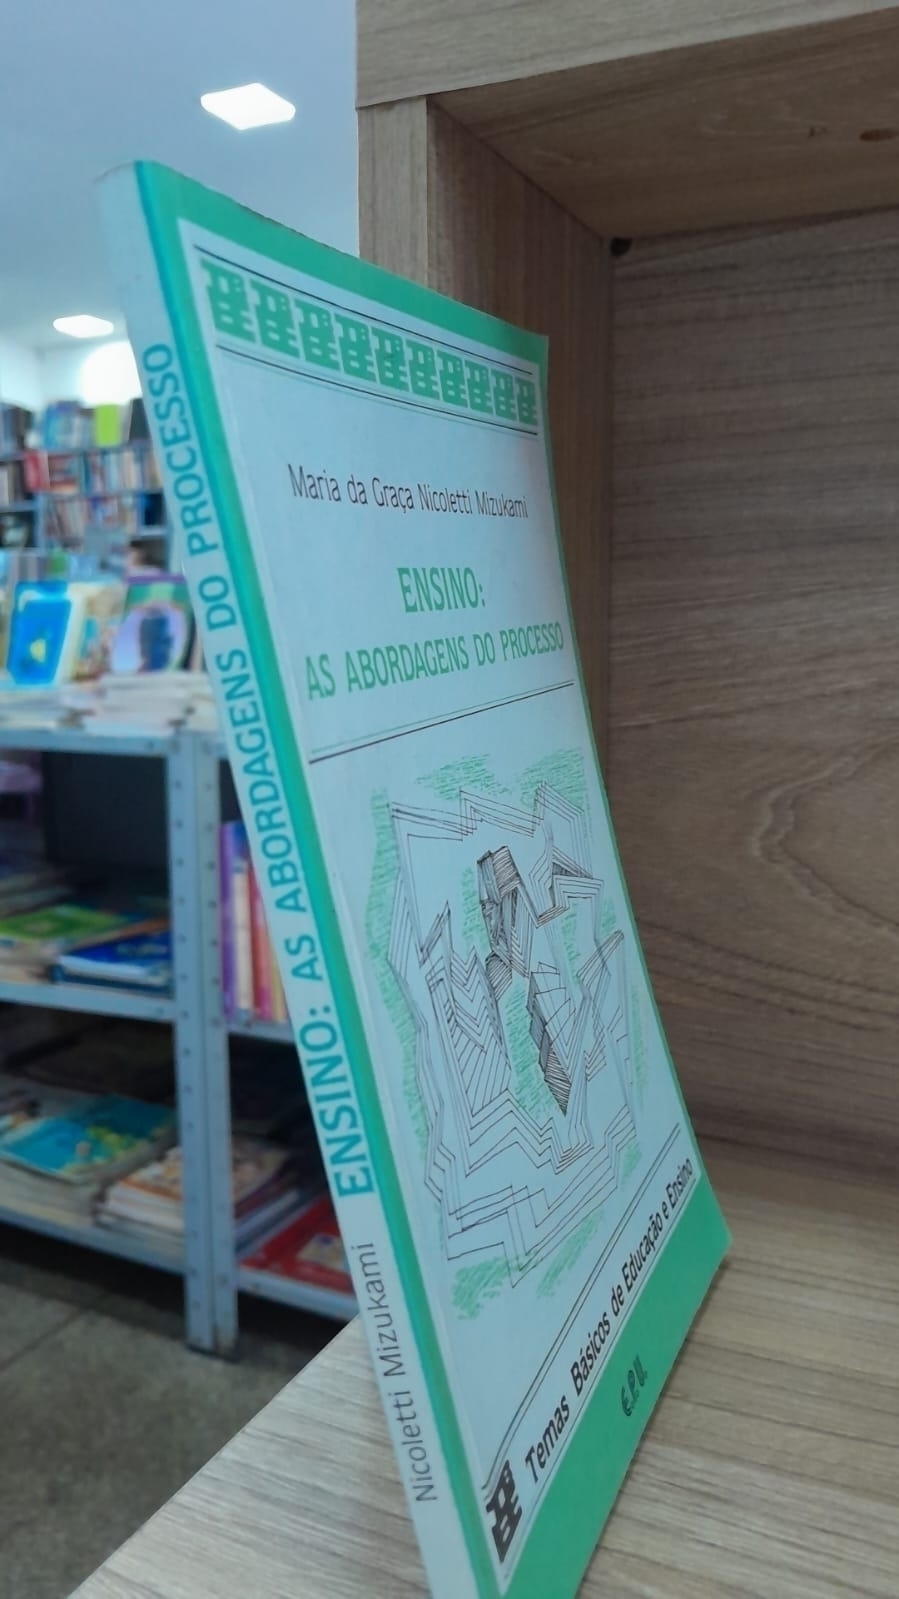 Maria da Graça Nicoletti Mizukami
ENSINO:
AS ABORDAGENS DO PROCESSO
Temas Básicos de Educação e Ensino
E.P.U.
Nicoletti Mizukami ENSINO: AS ABORDAGENS DO PROCESSO